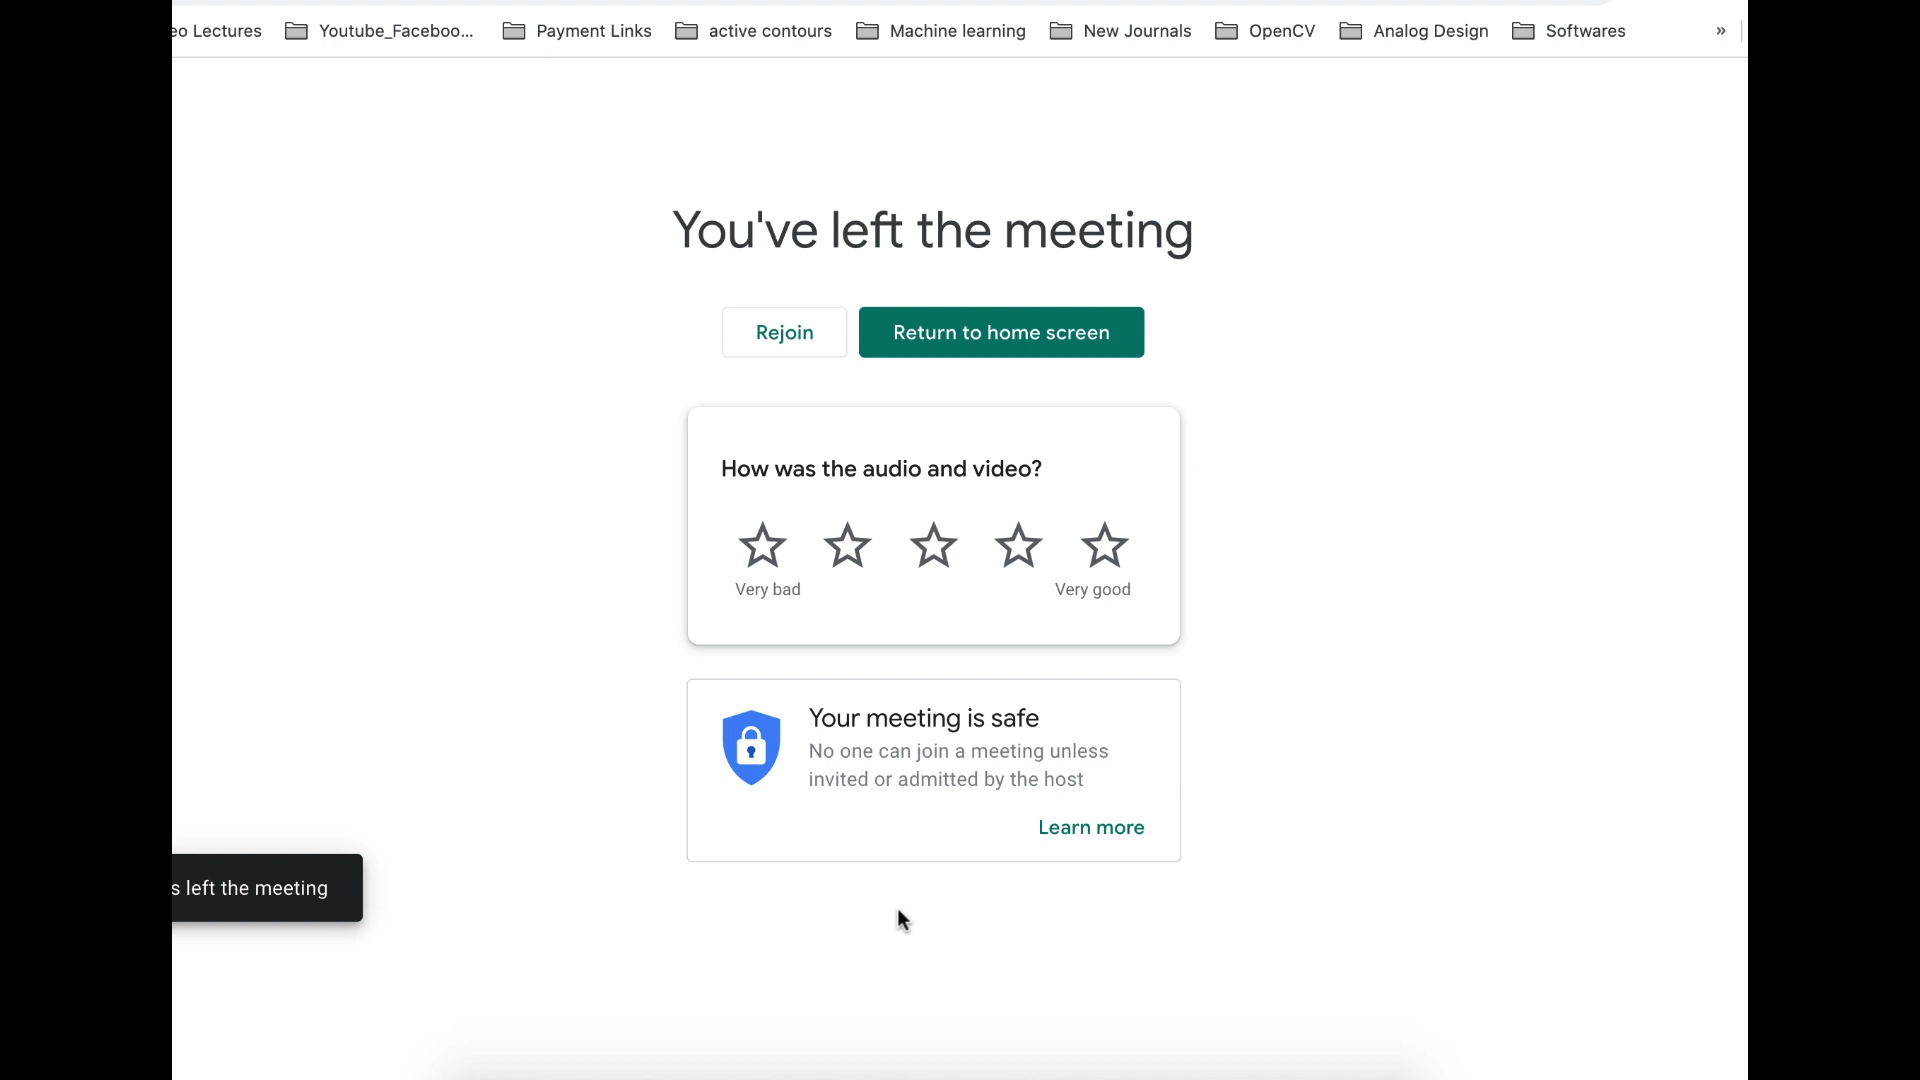 eo Lectures Youtube_Faceboo... Payment Links active contours Machine learning New Journals OpenCV Analog Design Softwares »
You've left the meeting
Rejoin Return to home screen
How was the audio and video?
Very bad Very good
Your meeting is safe
No one can join a meeting unless
invited or admitted by the host
Learn more
s left the meeting